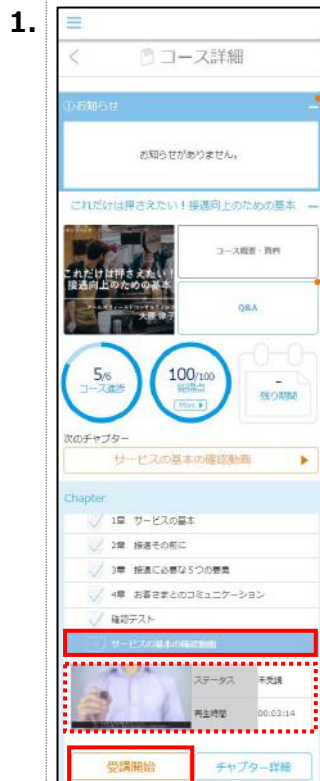 1.
コース詳細
①お知らせ
お知らせがありません。
これだけは押さえたい！接遇向上のための基本
これだけは押さえたい！
接遇向上のための基本
コース概要・資料
Q&A
5/6
コース進捗
100/100
総得点
More
-
残り期間
次のチャプター
サービスの基本の確認動画
Chapter
1章 サービスの基本
2章 接遇その前に
3章 接遇に必要な５つの要素
4章 お客さまとのコミュニケーション
確認テスト
サービスの基本の確認動画
ステータス 未受講
再生時間 00:03:14
受講開始
チャプター詳細